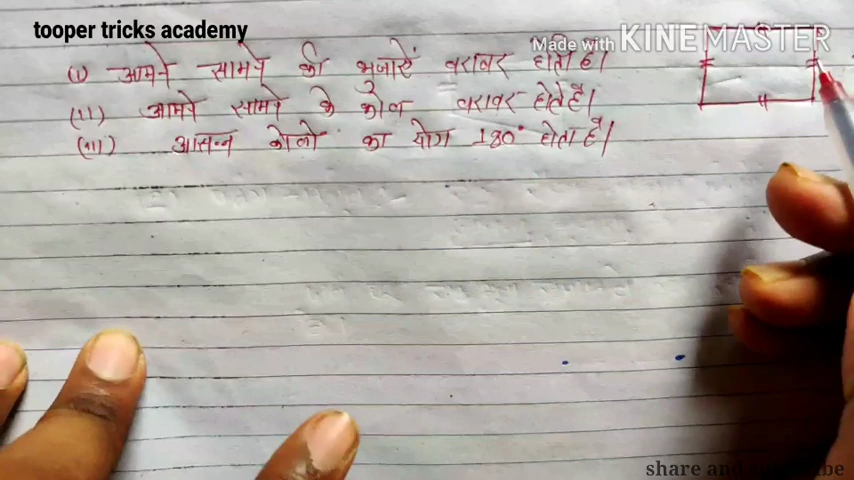 tooper tricks academy
Made with KINEMASTER
(i) आमने सामने की भुजाऐं बराबर होती है।
(ii) आमने सामने के कोण बराबर होते है।
(iii) आसन्न कोणो का योग 180° होता है।
share and subscribe